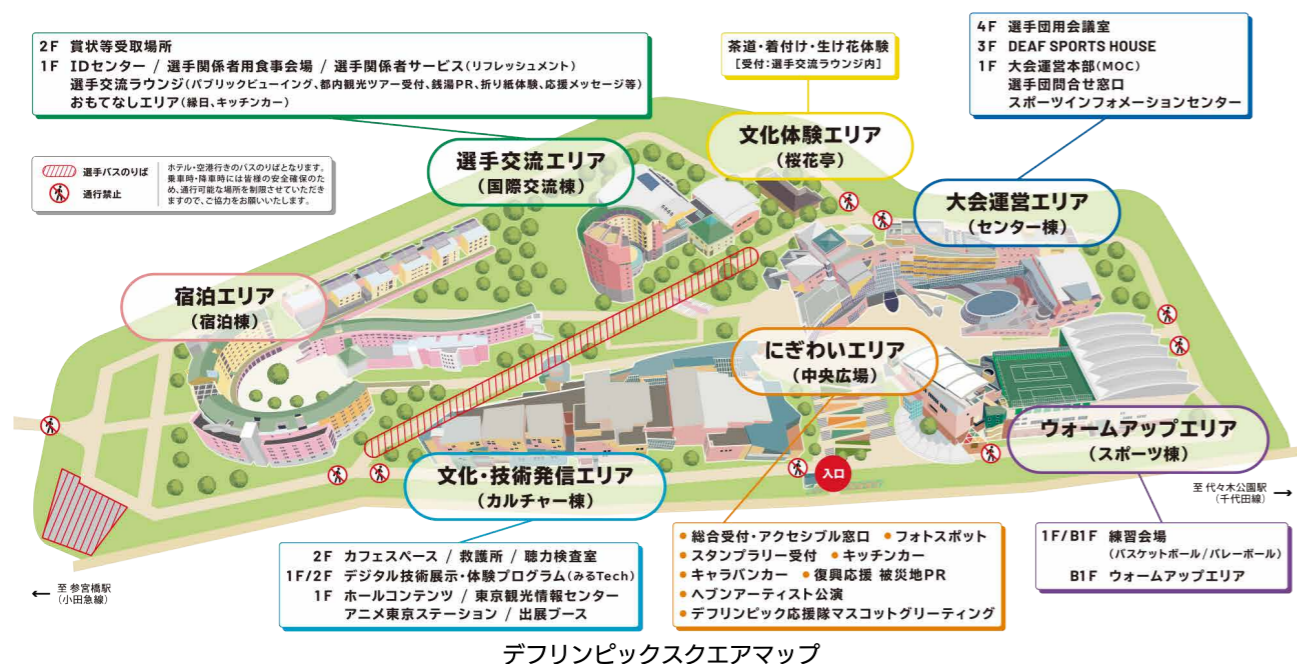 2F 賞状等受取場所
1F IDセンター / 選手関係者用食事会場 / 選手関係者サービス(リフレッシュメント)
選手交流ラウンジ(パブリックビューイング、都内観光ツアー受付、銭湯PR、折り紙体験、応援メッセージ等)
おもてなしエリア(縁日、キッチンカー)
茶道・着付け・生け花体験
[受付:選手交流ラウンジ内]
4F 選手団用会議室
3F DEAF SPORTS HOUSE
1F 大会運営本部(MOC)
選手団問合せ窓口
スポーツインフォメーションセンター
選手バスのりば
通行禁止
ホテル・空港行きのバスのりばとなります。
乗車時・降車時には皆様の安全確保のた
め、通行可能な場所を制限させていただき
ますので、ご協力をお願いいたします。
選手交流エリア
(国際交流棟)
文化体験エリア
(桜花亭)
大会運営エリア
(センター棟)
宿泊エリア
(宿泊棟)
にぎわいエリア
(中央広場)
ウォームアップエリア
(スポーツ棟)
文化・技術発信エリア
(カルチャー棟)
入口
至 代々木公園駅
(千代田線) →
← 至 参宮橋駅
(小田急線)
2F カフェスペース / 救護所 / 聴力検査室
1F/2F デジタル技術展示・体験プログラム(みるTech)
1F ホールコンテンツ / 東京観光情報センター
アニメ東京ステーション / 出展ブース
● 総合受付・アクセシブル窓口 ● フォトスポット
● スタンプラリー受付 ● キッチンカー
● キャラバンカー ● 復興応援 被災地PR
● ヘブンアーティスト公演
● デフリンピック応援隊マスコットグリーティング
1F/B1F 練習会場
(バスケットボール/バレーボール)
B1F ウォームアップエリア
デフリンピックスクエアマップ